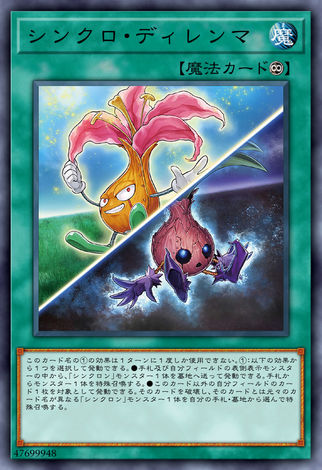 シンクロ・ディレンマ
魔
【魔法カード】
このカード名の①の効果は1ターンに1度しか使用できない。①:以下の効果か
ら1つを選択して発動できる。●手札及び自分フィールドの表側表示モンスタ
ーの中から、「シンクロン」モンスター1体を墓地へ送って発動できる。手札か
らモンスター1体を特殊召喚する。●このカード以外の自分フィールドのカー
ド1枚を対象として発動できる。そのカードを破壊し、そのカードとは元々のカ
ード名が異なる「シンクロン」モンスター1体を自分の手札・墓地から選んで特
殊召喚する。
47699948